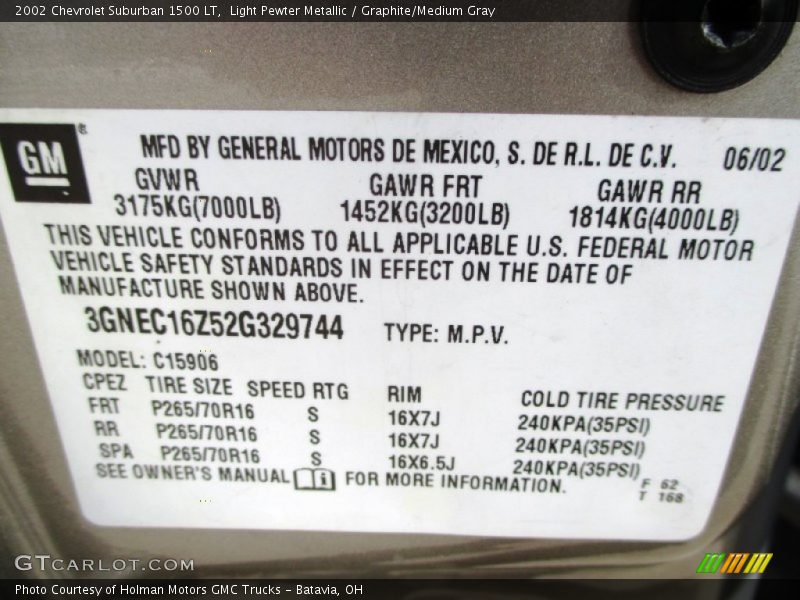 2002 Chevrolet Suburban 1500 LT,  Light Pewter Metallic / Graphite/Medium Gray
GM®
MFD BY GENERAL MOTORS DE MEXICO, S. DE R.L. DE C.V. 06/02
GVWR GAWR FRT GAWR RR
3175KG(7000LB) 1452KG(3200LB) 1814KG(4000LB)
THIS VEHICLE CONFORMS TO ALL APPLICABLE U.S. FEDERAL MOTOR
VEHICLE SAFETY STANDARDS IN EFFECT ON THE DATE OF
MANUFACTURE SHOWN ABOVE.
3GNEC16Z52G329744 TYPE: M.P.V.
MODEL: C15906
CPEZ TIRE SIZE SPEED RTG RIM COLD TIRE PRESSURE
FRT P265/70R16 S 16X7J 240KPA(35PSI)
RR P265/70R16 S 16X7J 240KPA(35PSI)
SPA P265/70R16 S 16X6.5J 240KPA(35PSI)
SEE OWNER'S MANUAL i FOR MORE INFORMATION.
F 62
T 168
GTCARLOT.COM
Photo Courtesy of Holman Motors GMC Trucks - Batavia, OH